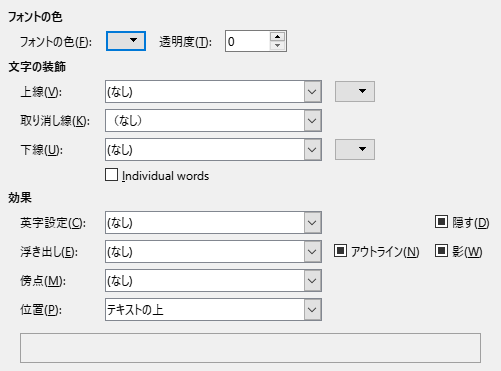 フォントの色
フォントの色(F): 透明度(T): 0
文字の装飾
上線(V): (なし)
取り消し線(K): （なし）
下線(U): (なし)
Individual words
効果
英字設定(C): (なし) 隠す(D)
浮き出し(E): (なし) アウトライン(N) 影(W)
傍点(M): (なし)
位置(P): テキストの上